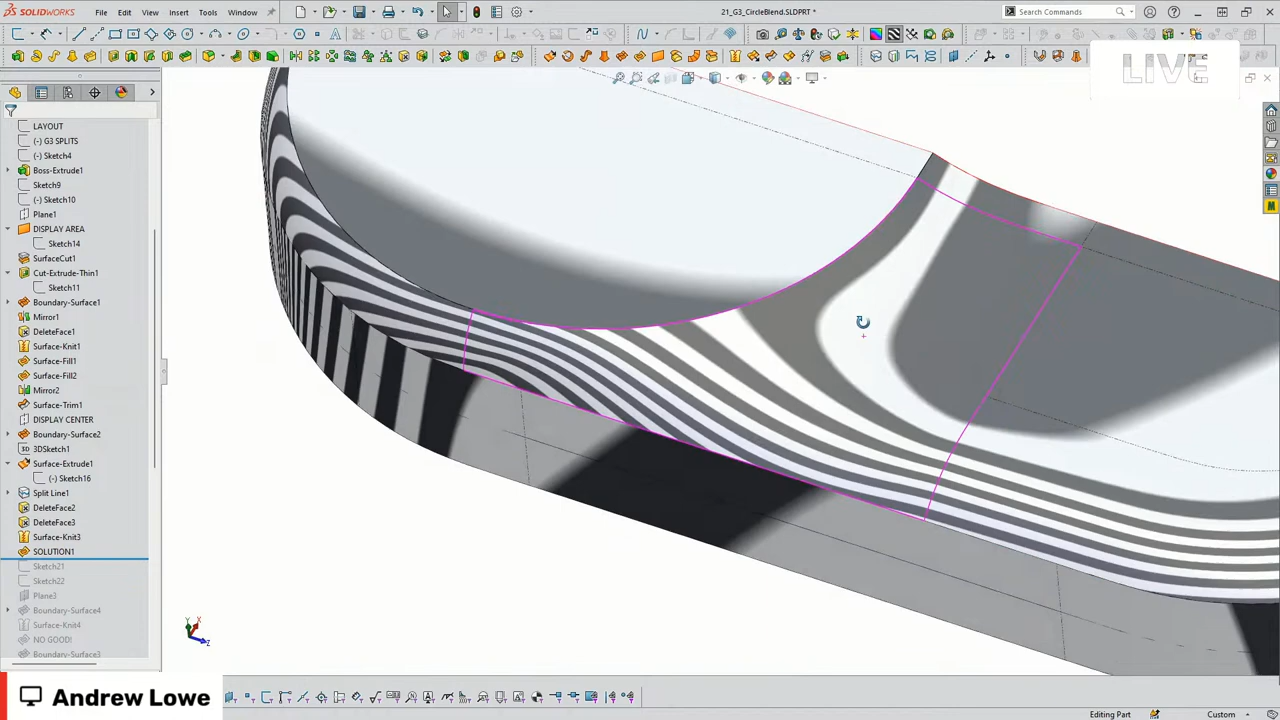 SOLIDWORKS
File Edit View Insert Tools Window
21_G3_CircleBlend.SLDPRT *
Search Commands
LIVE
LAYOUT
(-) G3 SPLITS
(-) Sketch4
Boss-Extrude1
Sketch9
(-) Sketch10
Plane1
DISPLAY AREA
Sketch14
SurfaceCut1
Cut-Extrude-Thin1
Sketch11
Boundary-Surface1
Mirror1
DeleteFace1
Surface-Knit1
Surface-Fill1
Surface-Fill2
Mirror2
Surface-Trim1
DISPLAY CENTER
Boundary-Surface2
3DSketch1
Surface-Extrude1
(-) Sketch16
Split Line1
DeleteFace2
DeleteFace3
Surface-Knit3
SOLUTION1
Sketch21
Sketch22
Plane3
Boundary-Surface4
Surface-Knit4
NO GOOD!
Boundary-Surface3
Y X
Z
Andrew Lowe
Editing Part
Custom